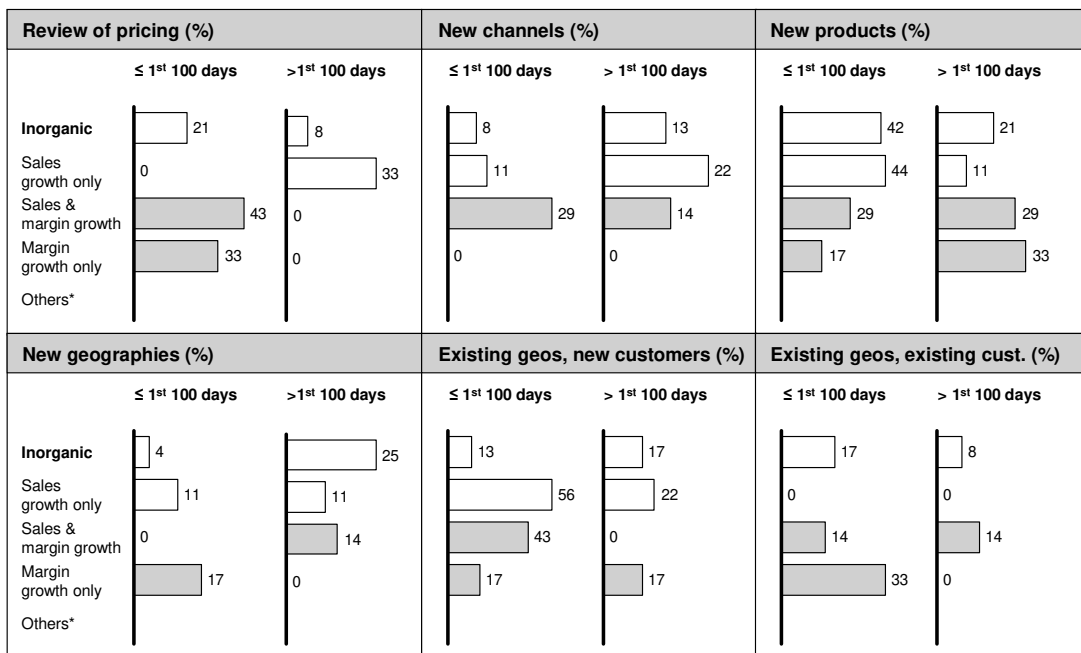 Review of pricing (%)
≤ 1st 100 days
>1st 100 days
Inorganic
21
8
Sales
growth only
0
33
Sales &
margin growth
43
0
Margin
growth only
33
0
Others*
New channels (%)
≤ 1st 100 days
> 1st 100 days
8
13
11
22
29
14
0
0
New products (%)
≤ 1st 100 days
> 1st 100 days
42
21
44
11
29
29
17
33
New geographies (%)
≤ 1st 100 days
>1st 100 days
Inorganic
4
25
Sales
growth only
11
11
Sales &
margin growth
0
14
Margin
growth only
17
0
Others*
Existing geos, new customers (%)
≤ 1st 100 days
> 1st 100 days
13
17
56
22
43
0
17
17
Existing geos, existing cust. (%)
≤ 1st 100 days
> 1st 100 days
17
8
0
0
14
14
33
0